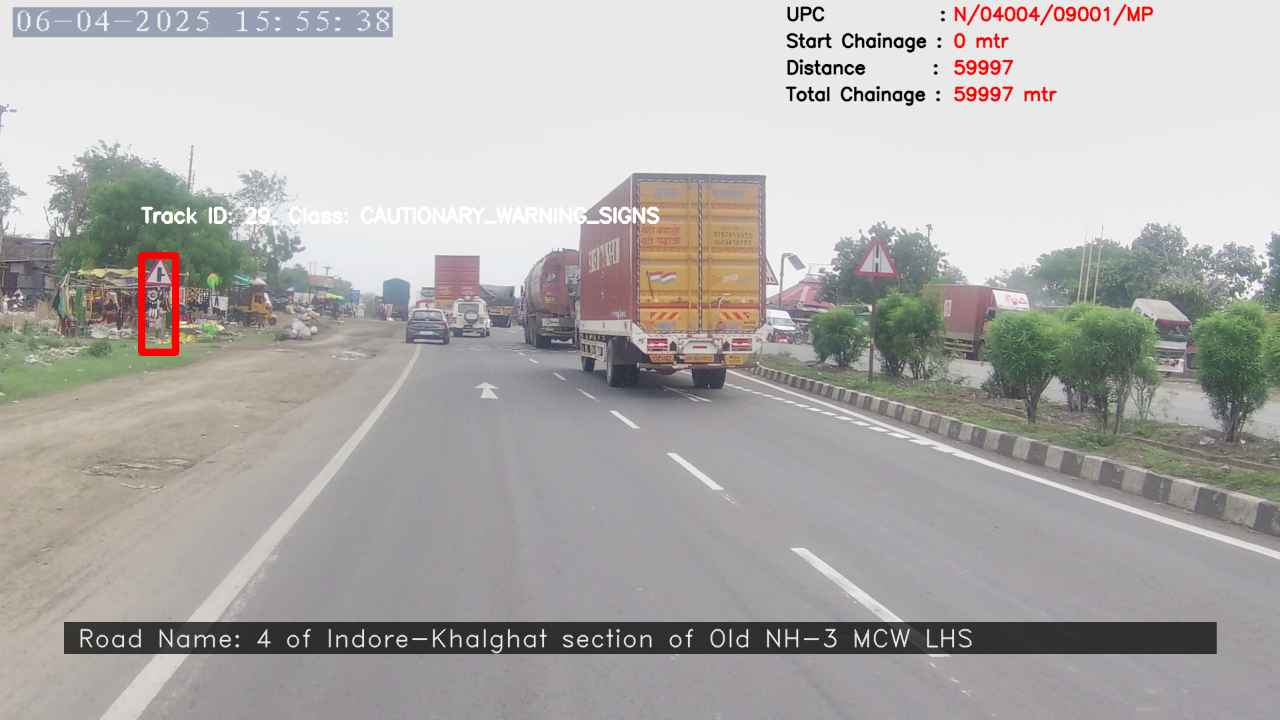 06-04-2025 15:55:38
UPC : N/04004/09001/MP
Start Chainage : 0 mtr
Distance : 59997
Total Chainage : 59997 mtr
Track ID: 29, Class: CAUTIONARY_WARNING_SIGNS
Road Name: 4 of Indore-Khalghat section of Old NH-3 MCW LHS